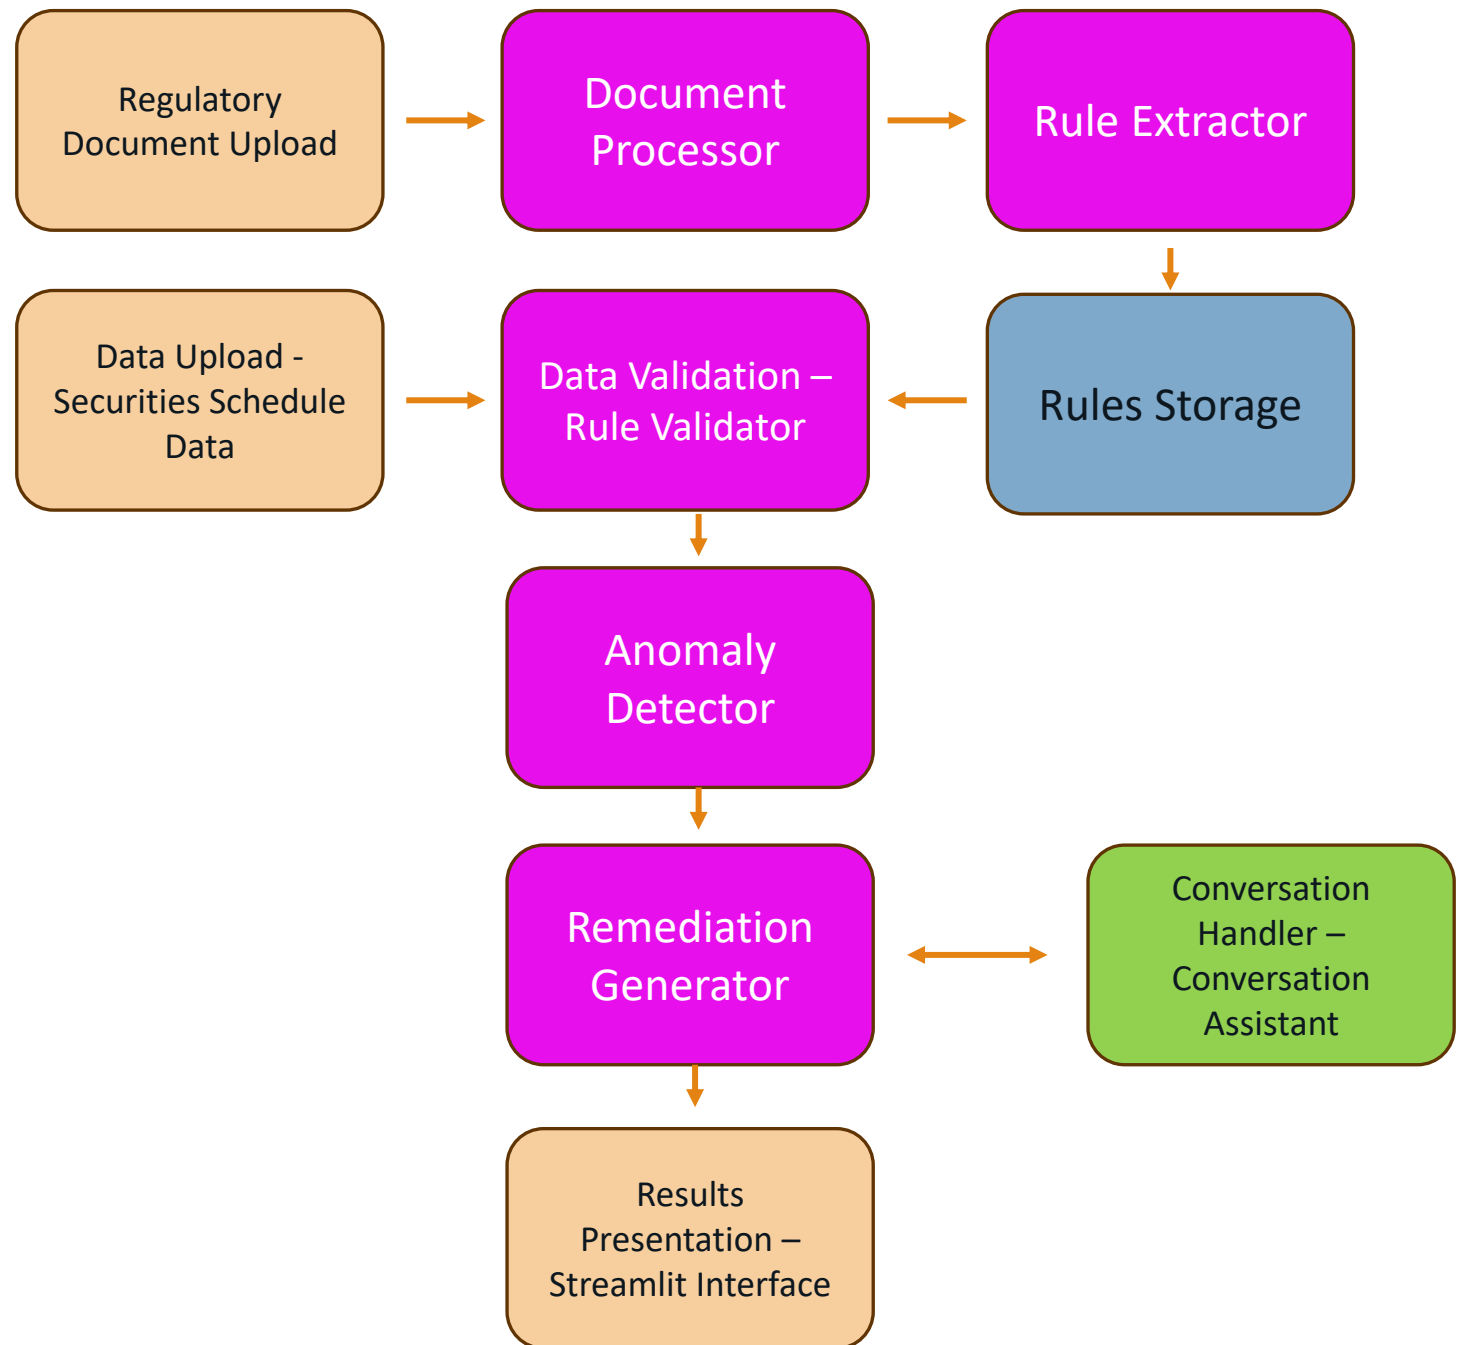 Regulatory
Document Upload
Document
Processor
Rule Extractor
Data Upload -
Securities Schedule
Data
Data Validation –
Rule Validator
Rules Storage
Anomaly
Detector
Remediation
Generator
Conversation
Handler –
Conversation
Assistant
Results
Presentation –
Streamlit Interface